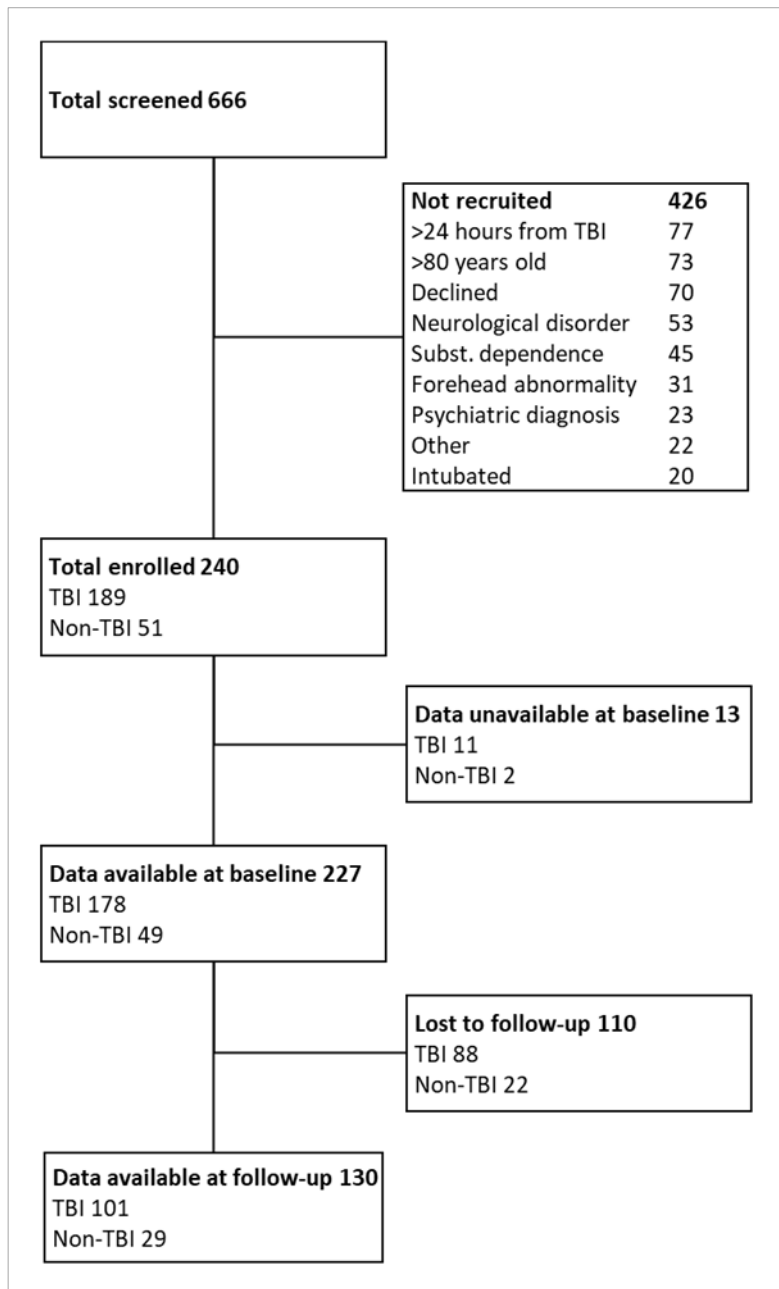 Total screened 666
Not recruited 426
>24 hours from TBI 77
>80 years old 73
Declined 70
Neurological disorder 53
Subst. dependence 45
Forehead abnormality 31
Psychiatric diagnosis 23
Other 22
Intubated 20
Total enrolled 240
TBI 189
Non-TBI 51
Data unavailable at baseline 13
TBI 11
Non-TBI 2
Data available at baseline 227
TBI 178
Non-TBI 49
Lost to follow-up 110
TBI 88
Non-TBI 22
Data available at follow-up 130
TBI 101
Non-TBI 29